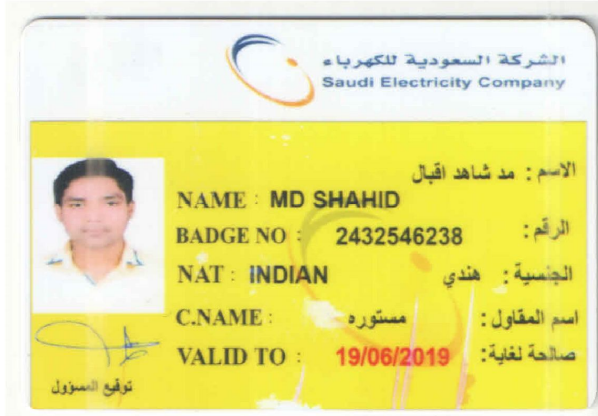 الشركة السعودية للكهرباء
Saudi Electricity Company
الاسم : مد شاهد اقبال
NAME : MD SHAHID
الرقم :
BADGE NO : 2432546238
NAT : INDIAN هندي الجنسية :
C.NAME : مستوره اسم المقاول :
VALID TO : 19/06/2019 صالحة لغاية :
توقيع المسؤول